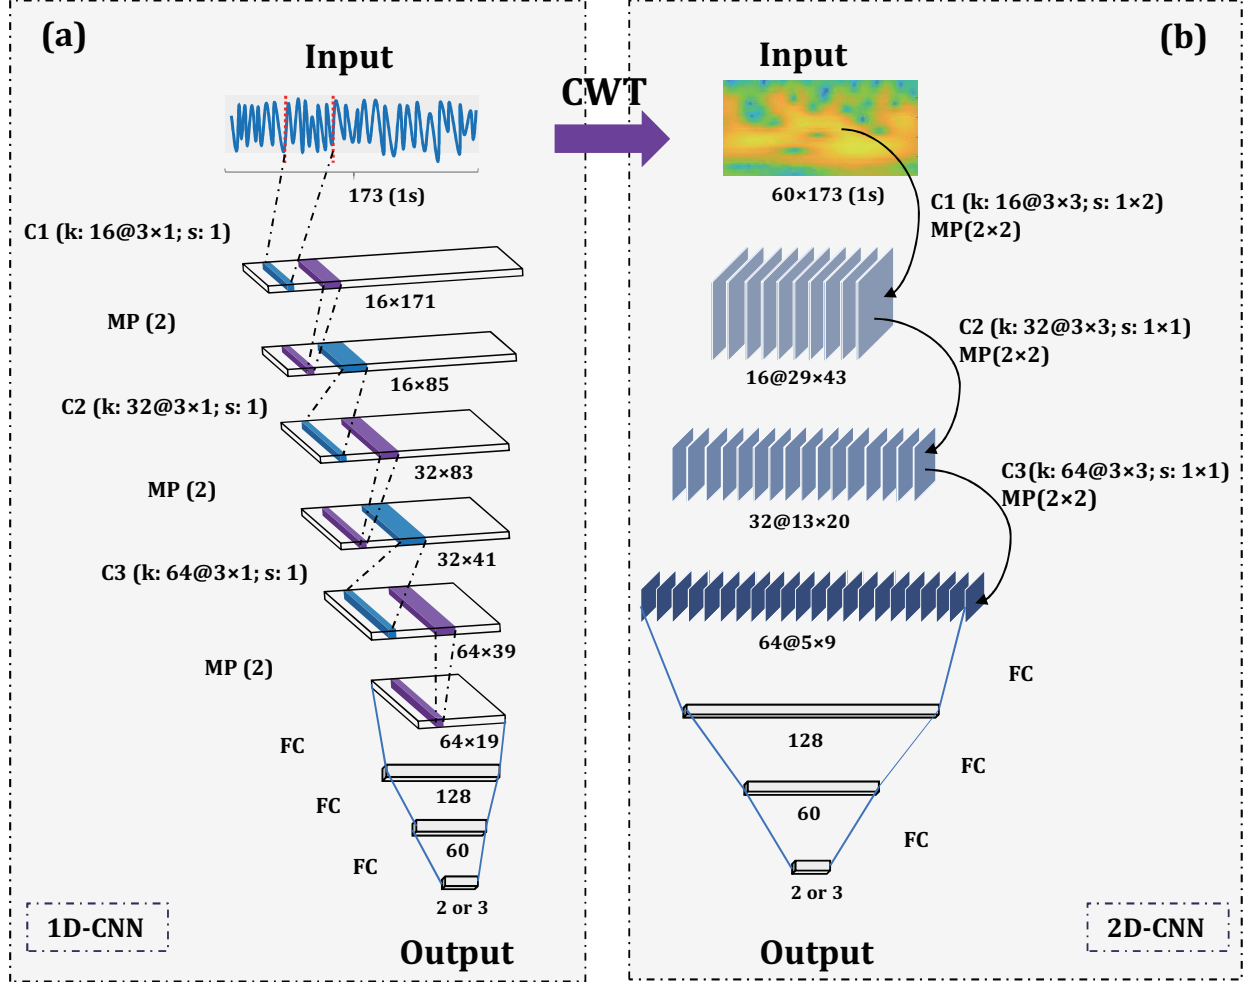 (a)
Input
173 (1s)
C1 (k: 16@3×1; s: 1)
16×171
MP (2)
16×85
C2 (k: 32@3×1; s: 1)
32×83
MP (2)
32×41
C3 (k: 64@3×1; s: 1)
64×39
MP (2)
64×19
FC
128
FC
60
FC
2 or 3
1D-CNN
Output
CWT
(b)
Input
60×173 (1s)
C1 (k: 16@3×3; s: 1×2)
MP(2×2)
16@29×43
C2 (k: 32@3×3; s: 1×1)
MP(2×2)
32@13×20
C3(k: 64@3×3; s: 1×1)
MP(2×2)
64@5×9
FC
128
FC
60
FC
2 or 3
2D-CNN
Output